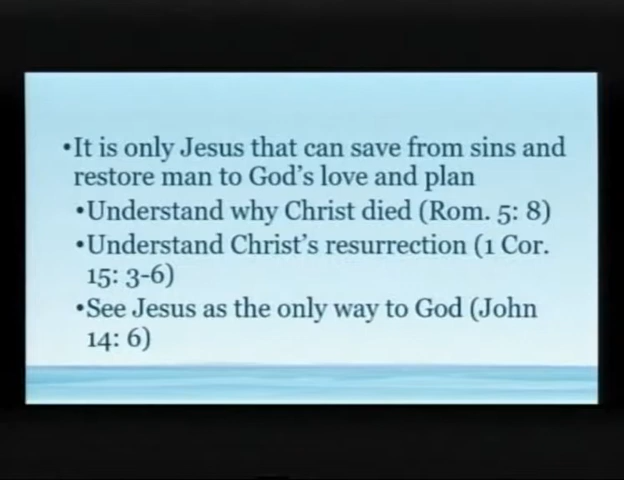 •It is only Jesus that can save from sins and
restore man to God's love and plan
•Understand why Christ died (Rom. 5: 8)
•Understand Christ's resurrection (1 Cor.
15: 3-6)
•See Jesus as the only way to God (John
14: 6)